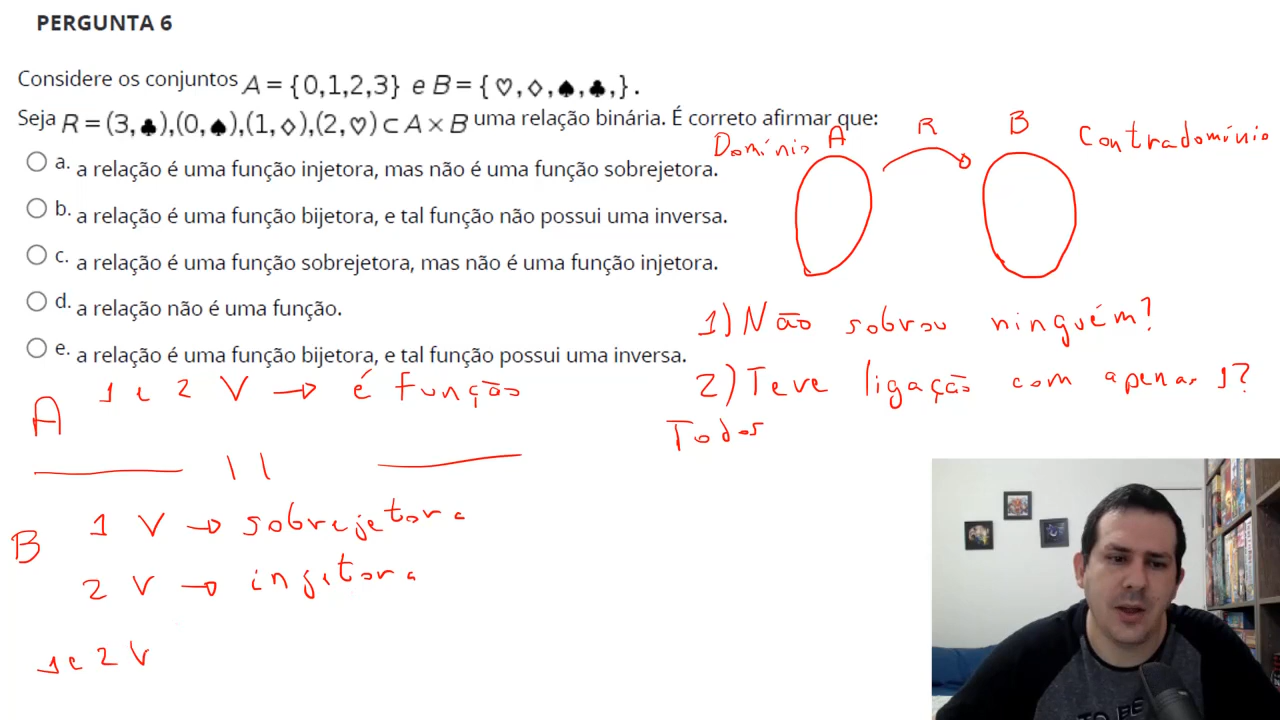 PERGUNTA 6
Considere os conjuntos A = {0,1,2,3} e B = {♡,◇,♠,♣,}.
Seja R = (3,♣),(0,♠),(1,◇),(2,♡) ⊂ A × B uma relação binária. É correto afirmar que:
a. a relação é uma função injetora, mas não é uma função sobrejetora.
b. a relação é uma função bijetora, e tal função não possui uma inversa.
c. a relação é uma função sobrejetora, mas não é uma função injetora.
d. a relação não é uma função.
e. a relação é uma função bijetora, e tal função possui uma inversa.
Domínio A R B Contradomínio
1) Não sobrou ninguém?
2) Teve ligação com apenas 1?
Todos
A 1 e 2 V → é função
B 1 V → sobrejetora
2 V → injetora
1 e 2 V
TO BE